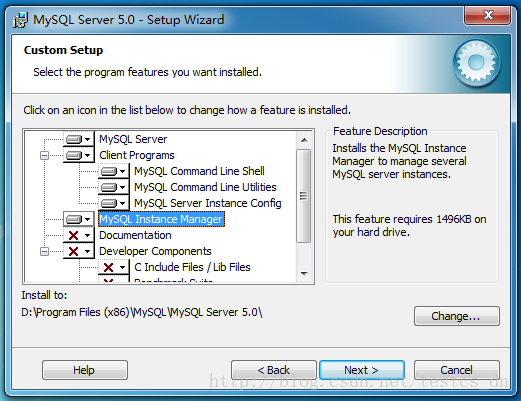 MySQL Server 5.0 - Setup Wizard
Custom Setup
Select the program features you want installed.
Click on an icon in the list below to change how a feature is installed.
MySQL Server
Client Programs
MySQL Command Line Shell
MySQL Command Line Utilities
MySQL Server Instance Config
MySQL Instance Manager
Documentation
Developer Components
C Include Files / Lib Files
Benchmark Suite
Feature Description
Installs the MySQL Instance
Manager to manage several
MySQL server instances.
This feature requires 1496KB on
your hard drive.
Install to:
D:\Program Files (x86)\MySQL\MySQL Server 5.0\
Change...
Help
< Back
Next >
Cancel
http://blog.csdn.net/testcs_dn